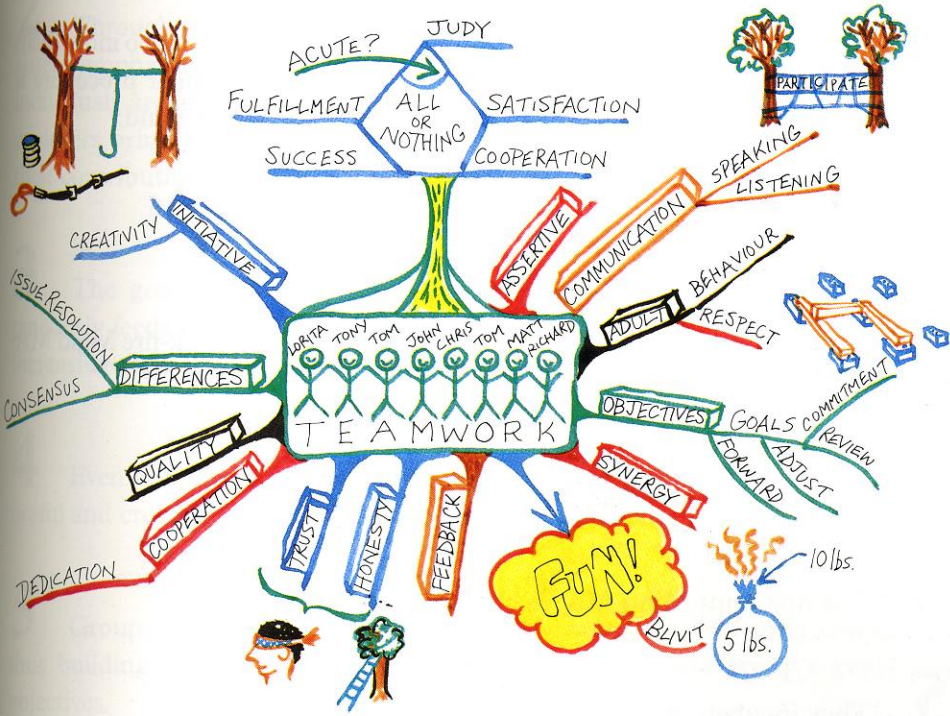 JUDY
ACUTE?
FULFILLMENT
ALL
OR
NOTHING
SATISFACTION
SUCCESS
COOPERATION
PARTICIPATE
SPEAKING
LISTENING
COMMUNICATION
ASSERTIVE
INITIATIVE
CREATIVITY
BEHAVIOUR
ADULT
RESPECT
ISSUE RESOLUTION
DIFFERENCES
CONSENSUS
LORITA TONY TOM JOHN CHRIS TOM MATT RICHARD
TEAMWORK
OBJECTIVES
GOALS
COMMITMENT
REVIEW
ADJUST
FORWARD
QUALITY
COOPERATION
DEDICATION
TRUST
HONESTY
FEEDBACK
SYNERGY
FUN!
BLIVIT
10 lbs.
5 lbs.